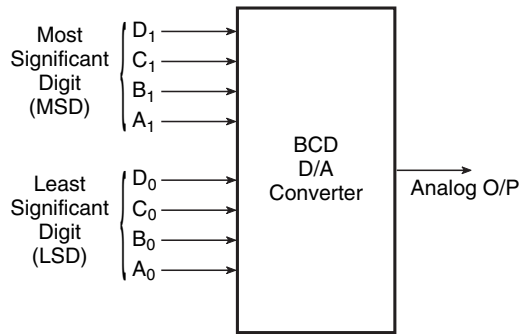 Most
Significant
Digit
(MSD)
D₁
C₁
B₁
A₁
BCD
D/A
Converter
Analog O/P
Least
Significant
Digit
(LSD)
D₀
C₀
B₀
A₀